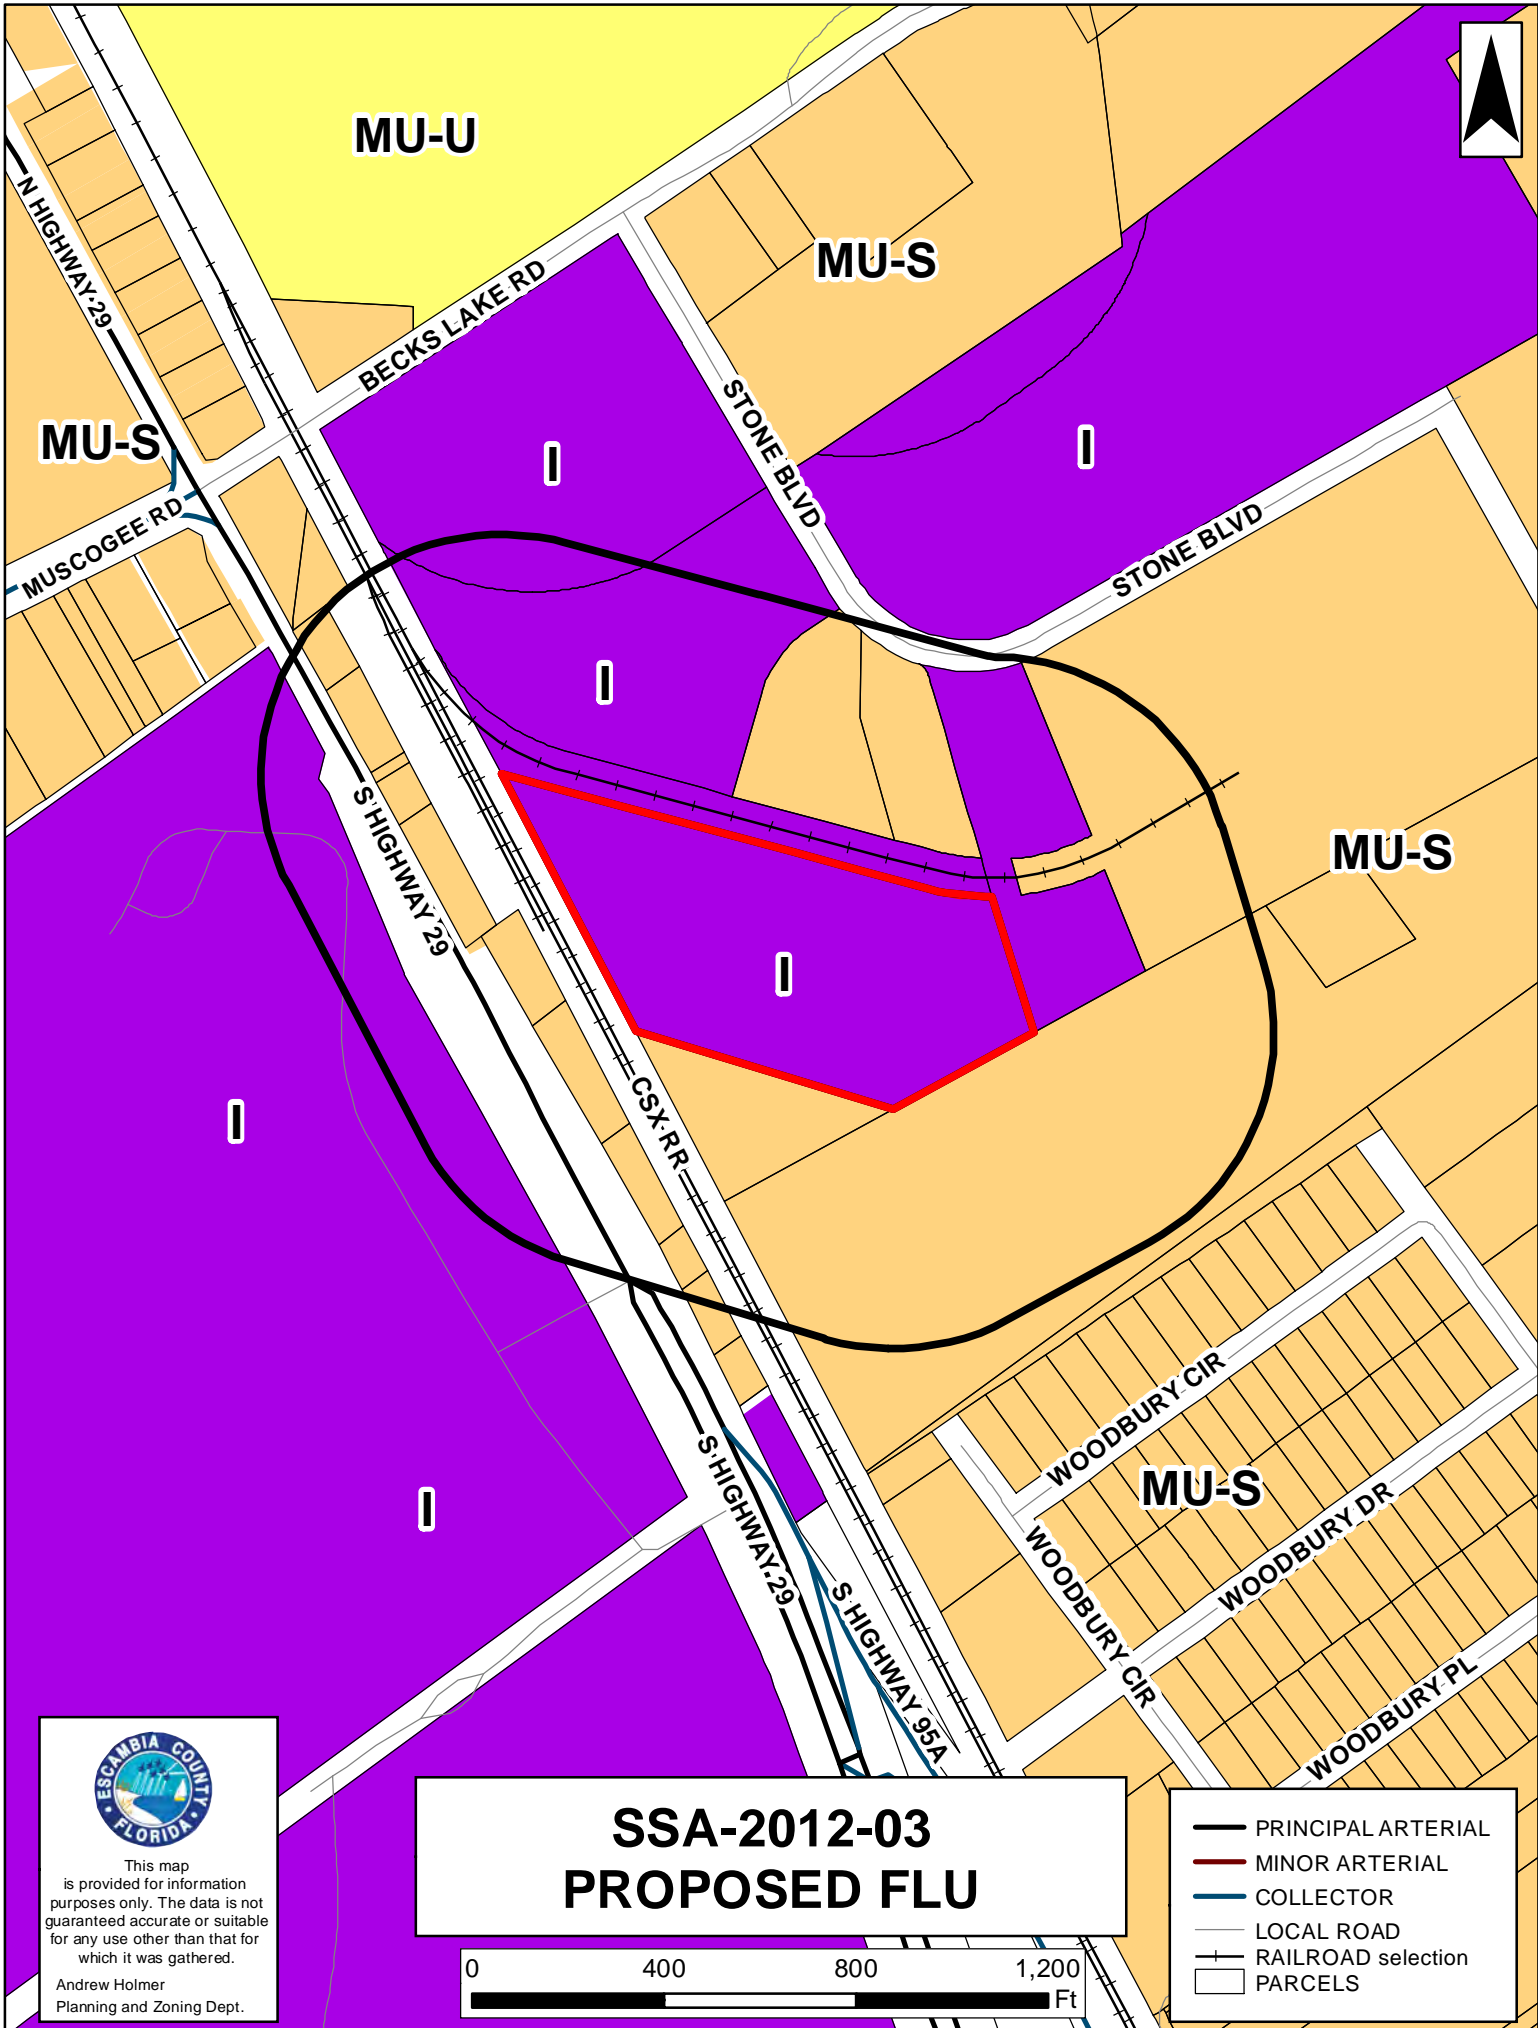 MU-U
N HIGHWAY 29
MU-S
BECKS LAKE RD
MU-S
I
STONE BLVD
I
MUSCOGEE RD
STONE BLVD
I
S HIGHWAY 29
MU-S
I
I
CSX RR
I
S HIGHWAY 29
WOODBURY CIR
MU-S
WOODBURY DR
WOODBURY CIR
S HIGHWAY 95A
WOODBURY PL
ESCAMBIA COUNTY
FLORIDA
This map
is provided for information
purposes only. The data is not
guaranteed accurate or suitable
for any use other than that for
which it was gathered.
Andrew Holmer
Planning and Zoning Dept.
SSA-2012-03
PROPOSED FLU
0 400 800 1,200
Ft
PRINCIPAL ARTERIAL
MINOR ARTERIAL
COLLECTOR
LOCAL ROAD
RAILROAD selection
PARCELS